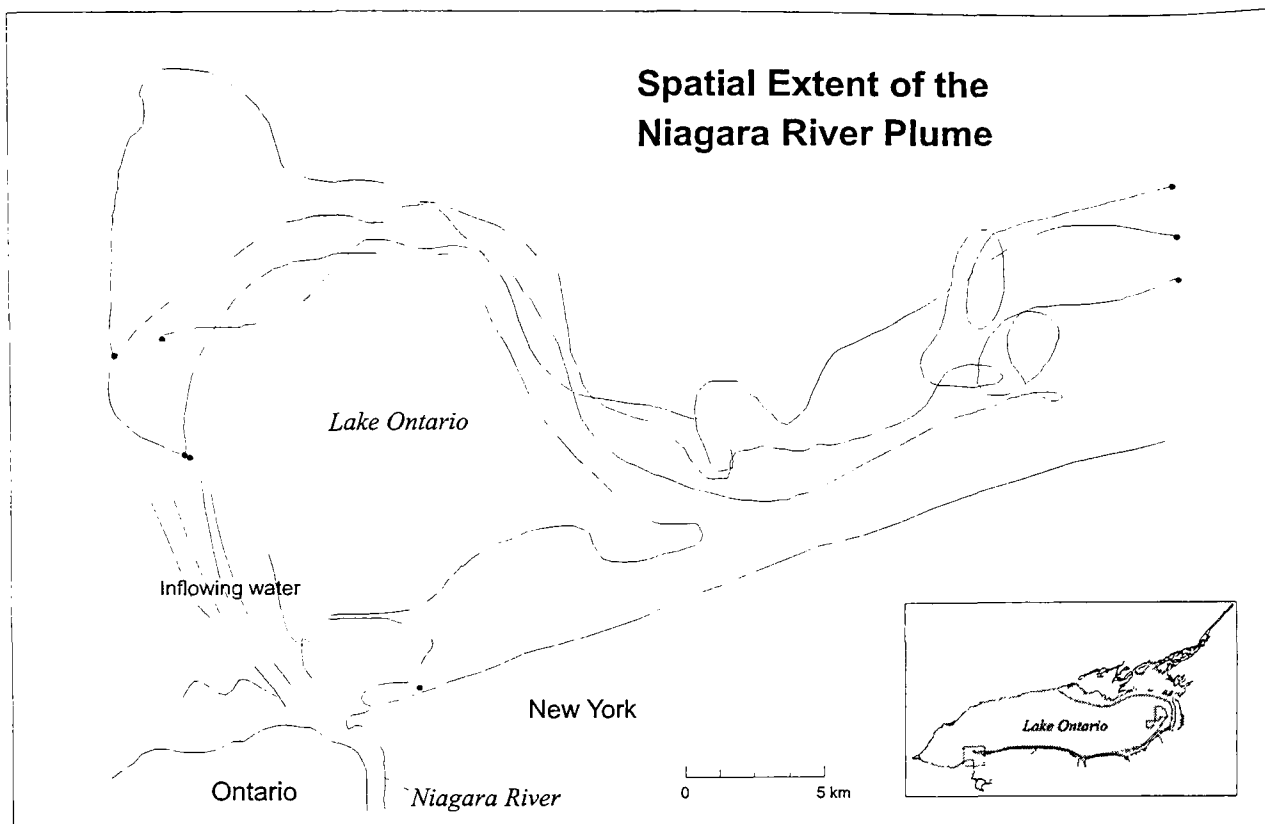 Spatial Extent of the
Niagara River Plume
Lake Ontario
Inflowing water
New York
Lake Ontario
Ontario
Niagara River
0 5 km